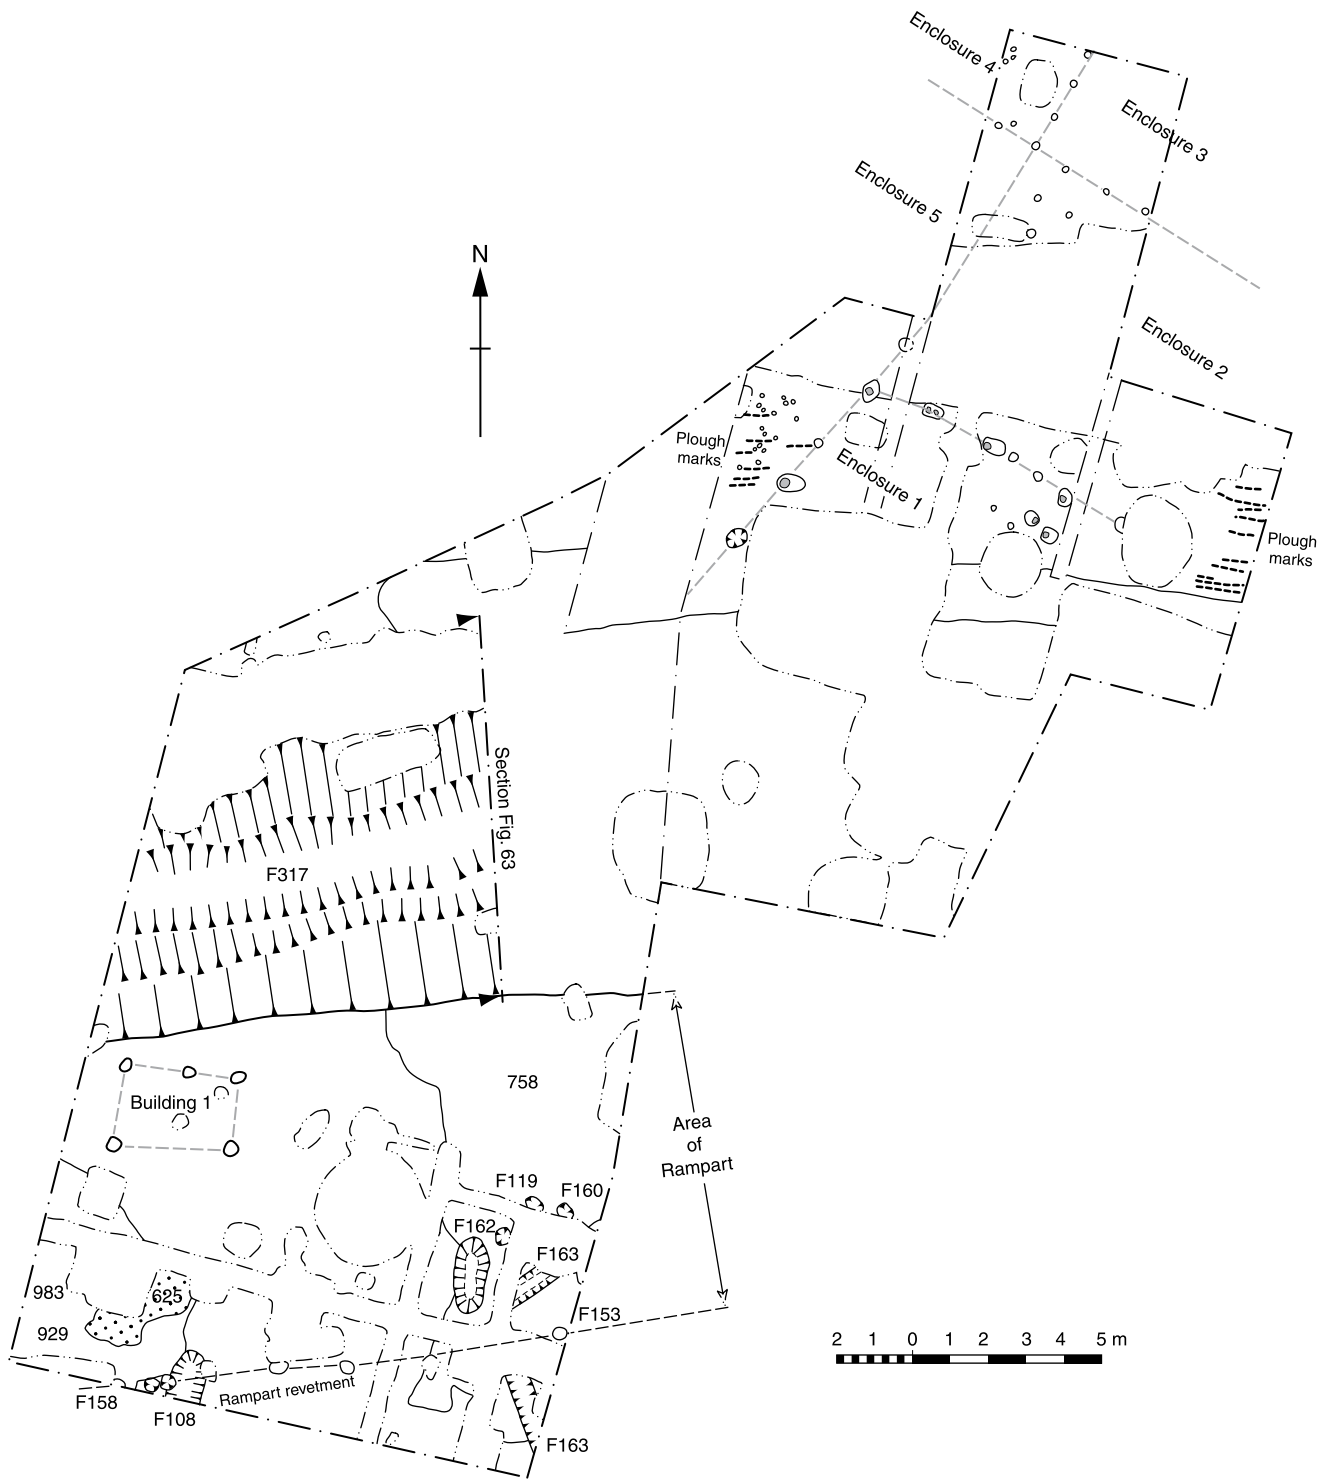 Enclosure 4
Enclosure 3
Enclosure 5
N
Enclosure 2
Plough
marks
Enclosure 1
Plough
marks
Section Fig. 63
F317
758
Building 1
Area
of
Rampart
F119
F160
F162
F163
983
625
F153
929
2 1 0 1 2 3 4 5 m
Rampart revetment
F158
F108
F163